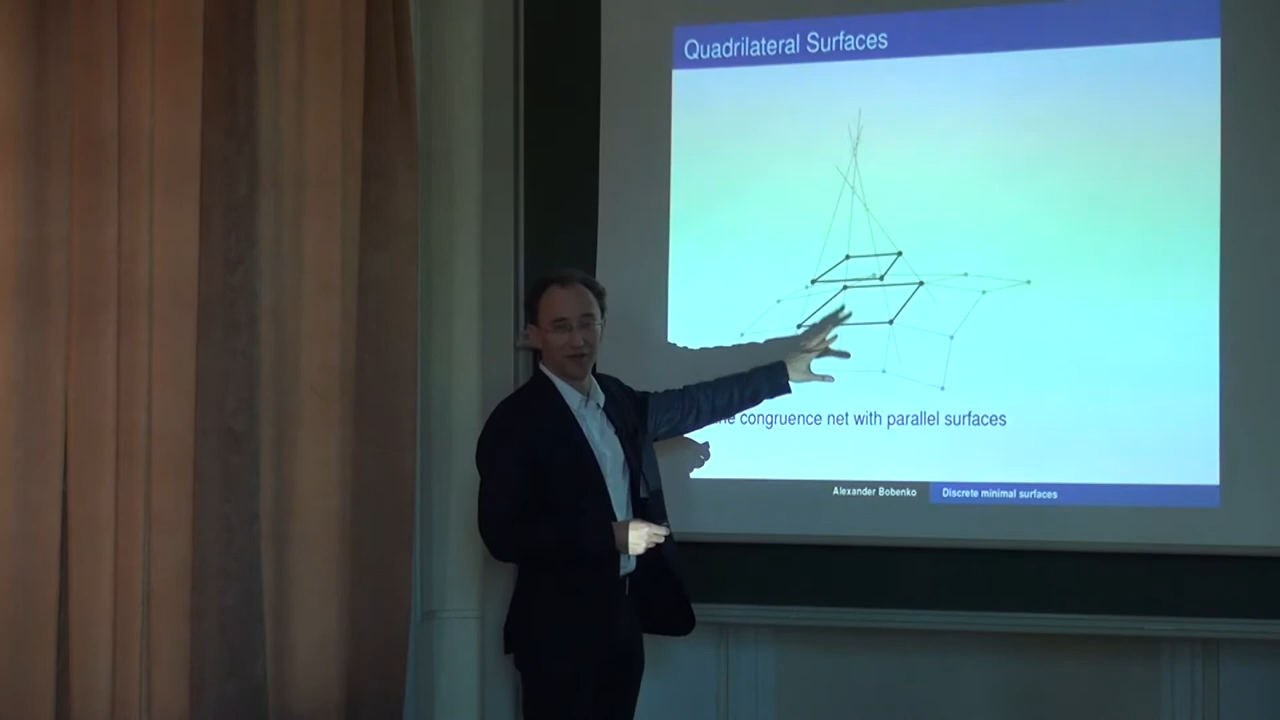 Quadrilateral Surfaces
congruence net with parallel surfaces
Alexander Bobenko
Discrete minimal surfaces